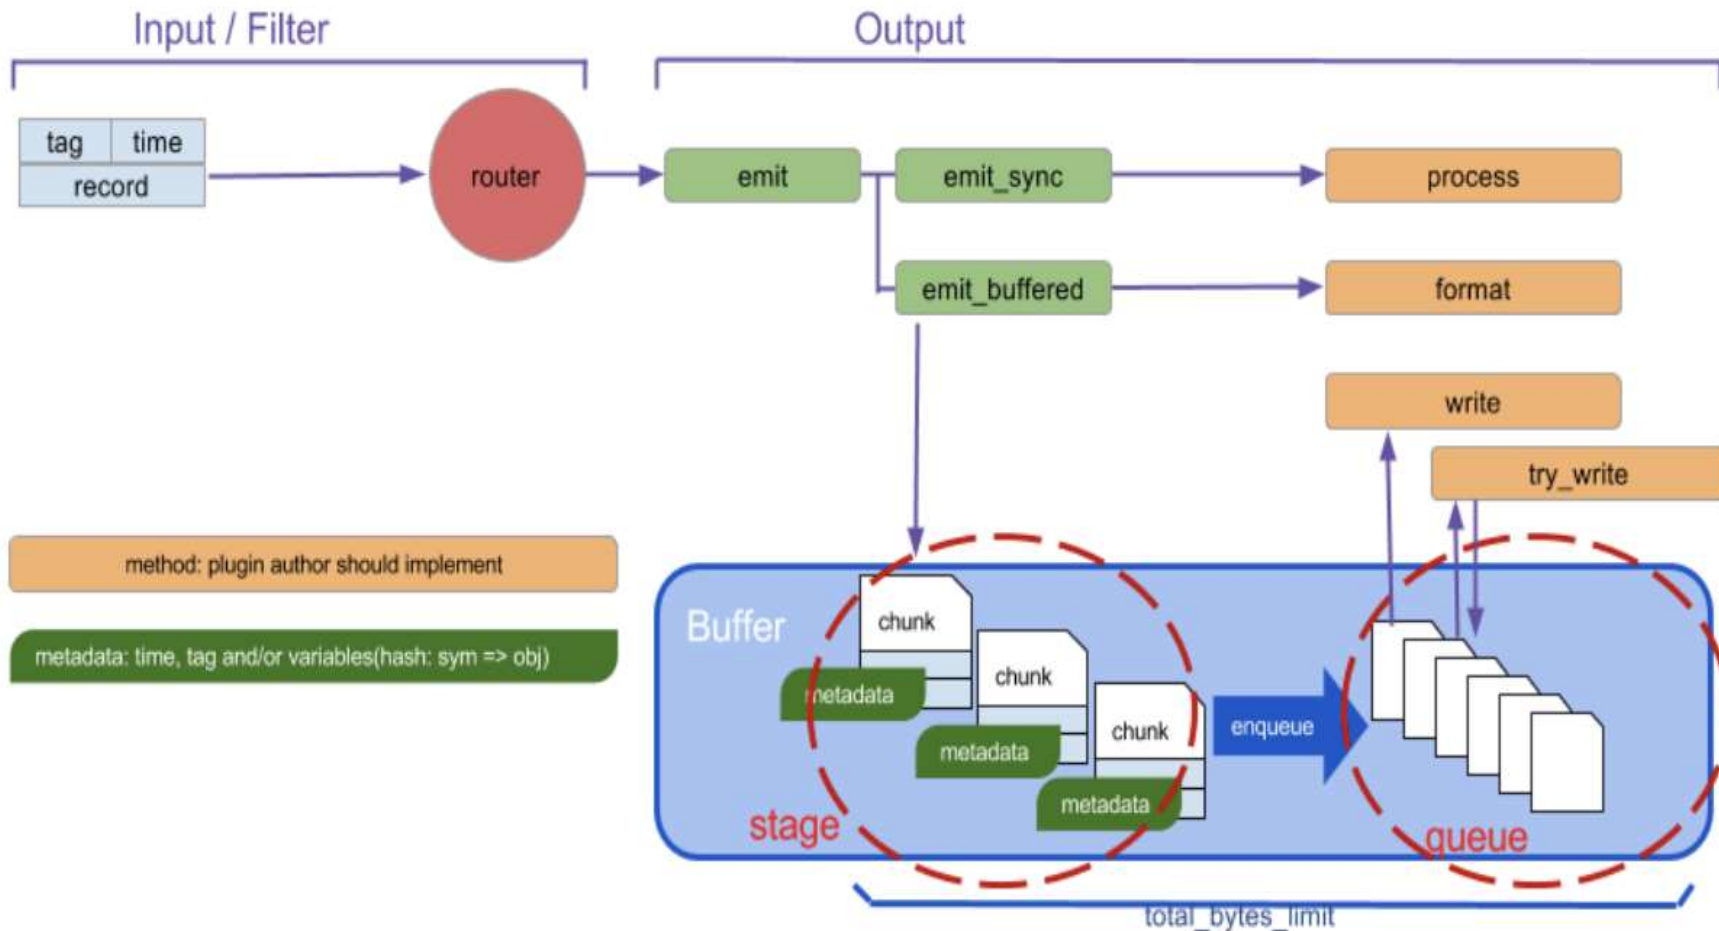 Input / Filter
Output
tag
time
record
router
emit
emit_sync
process
emit_buffered
format
write
try_write
method: plugin author should implement
metadata: time, tag and/or variables(hash: sym => obj)
Buffer
chunk
metadata
chunk
metadata
chunk
metadata
enqueue
stage
queue
total_bytes_limit